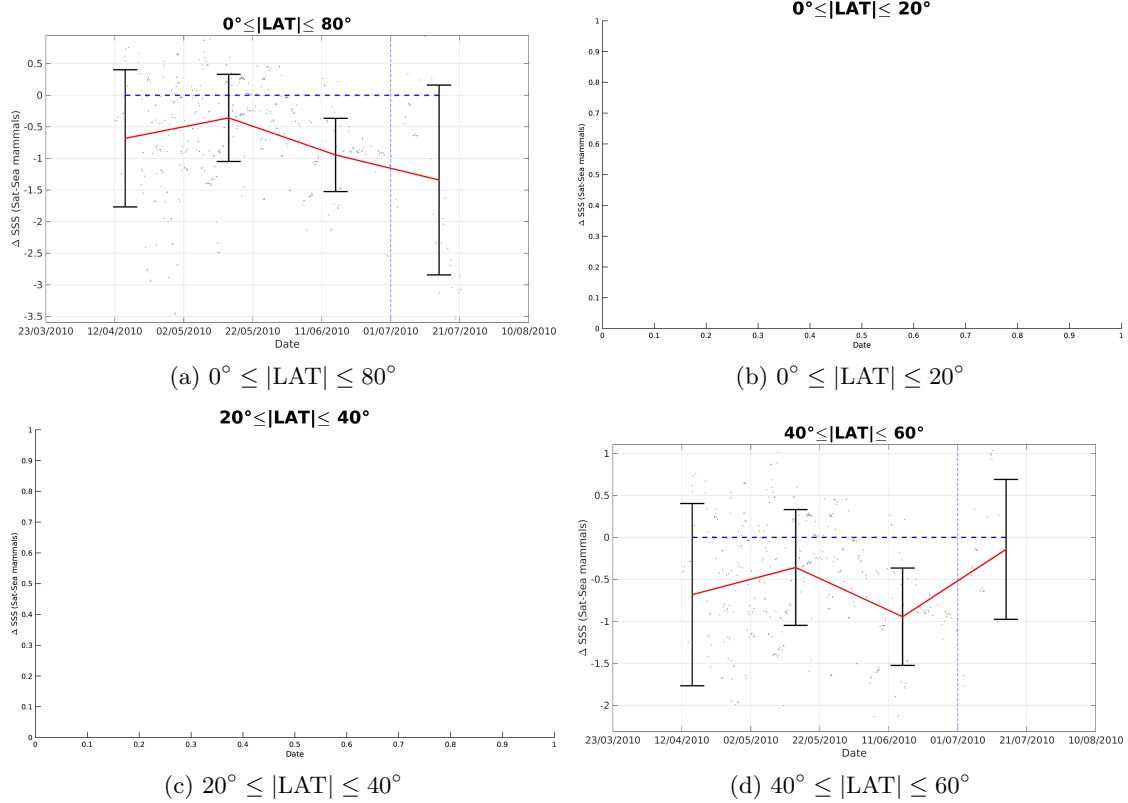 0°≤|LAT|≤ 80°
0.5
0
-0.5
-1
-1.5
-2
-2.5
-3
-3.5
Δ SSS (Sat-Sea mammals)
23/03/2010 12/04/2010 02/05/2010 22/05/2010 11/06/2010 01/07/2010 21/07/2010 10/08/2010
Date
(a) 0° ≤ |LAT| ≤ 80°
0°≤|LAT|≤ 20°
1
0.9
0.8
0.7
0.6
0.5
0.4
0.3
0.2
0.1
0
Δ SSS (Sat-Sea mammals)
0 0.1 0.2 0.3 0.4 0.5 0.6 0.7 0.8 0.9 1
Date
(b) 0° ≤ |LAT| ≤ 20°
20°≤|LAT|≤ 40°
1
0.9
0.8
0.7
0.6
0.5
0.4
0.3
0.2
0.1
0
Δ SSS (Sat-Sea mammals)
0 0.1 0.2 0.3 0.4 0.5 0.6 0.7 0.8 0.9 1
Date
(c) 20° ≤ |LAT| ≤ 40°
40°≤|LAT|≤ 60°
1
0.5
0
-0.5
-1
-1.5
-2
Δ SSS (Sat-Sea mammals)
23/03/2010 12/04/2010 02/05/2010 22/05/2010 11/06/2010 01/07/2010 21/07/2010 10/08/2010
Date
(d) 40° ≤ |LAT| ≤ 60°